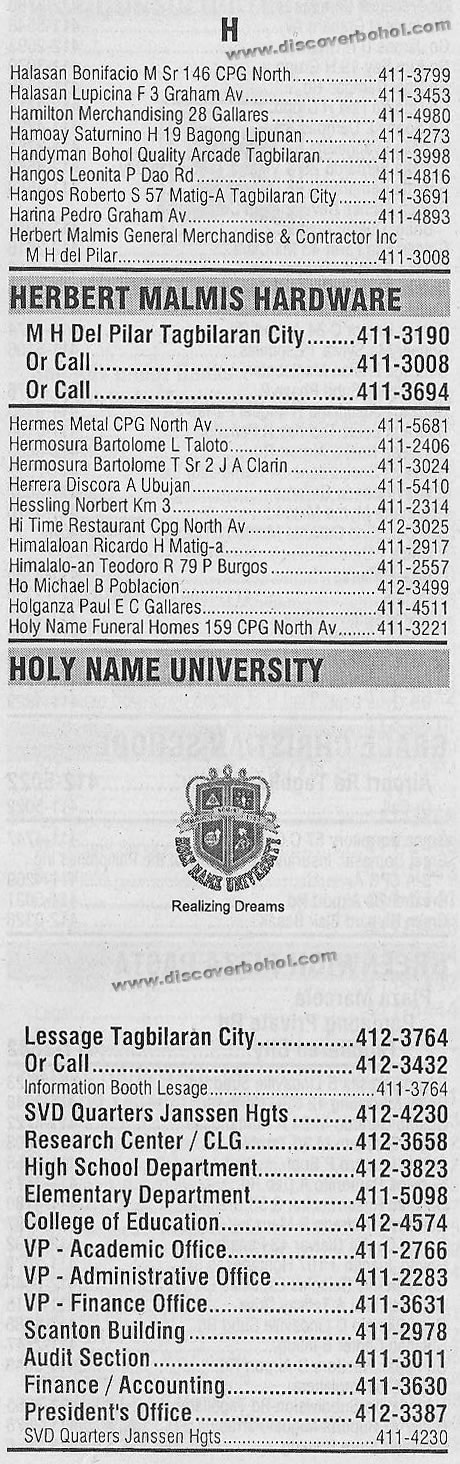 H
www.discoverbohol.com
Halasan Bonifacio M Sr 146 CPG North..................411-3799
Halasan Lupicina F 3 Graham Av............................411-3453
Hamilton Merchandising 28 Gallares.......................411-4980
Hamoay Saturnino H 19 Bagong Lipunan ................411-4273
Handyman Bohol Quality Arcade Tagbilaran............411-3998
Hangos Leonita P Dao Rd.......................................411-4816
Hangos Roberto S 57 Matig-A Tagbilaran City........411-3691
Harina Pedro Graham Av........................................411-4893
Herbert Malmis General Merchandise & Contractor Inc
M H del Pilar.......................................................411-3008
HERBERT MALMIS HARDWARE
M H Del Pilar Tagbilaran City........411-3190
Or Call.........................................411-3008
Or Call.........................................411-3694
Hermes Metal CPG North Av ..................................411-5681
Hermosura Bartolome L Taloto................................411-2406
Hermosura Bartolome T Sr 2 J A Clarin ...................411-3024
Herrera Discora A Ubujan........................................411-5410
Hessling Norbert Km 3............................................411-2314
Hi Time Restaurant Cpg North Av ...........................412-3025
Himalaloan Ricardo H Matig-a.................................411-2917
Himalalo-an Teodoro R 79 P Burgos .......................411-2557
Ho Michael B Poblacion ..........................................412-3499
Holganza Paul E C Gallares......................................411-4511
Holy Name Funeral Homes 159 CPG North Av........411-3221
HOLY NAME UNIVERSITY
HOLY NAME UNIVERSITY
Realizing Dreams
www.discoverbohol.com
Lessage Tagbilaran City................412-3764
Or Call..........................................412-3432
Information Booth Lesage...............................411-3764
SVD Quarters Janssen Hgts ..........412-4230
Research Center / CLG..................412-3658
High School Department................412-3823
Elementary Department.................411-5098
College of Education......................412-4574
VP - Academic Office.....................411-2766
VP - Administrative Office..............411-2283
VP - Finance Office........................411-3631
Scanton Building ...........................411-2978
Audit Section ................................411-3011
Finance / Accounting.....................411-3630
President's Office ..........................412-3387
SVD Quarters Janssen Hgts............................411-4230